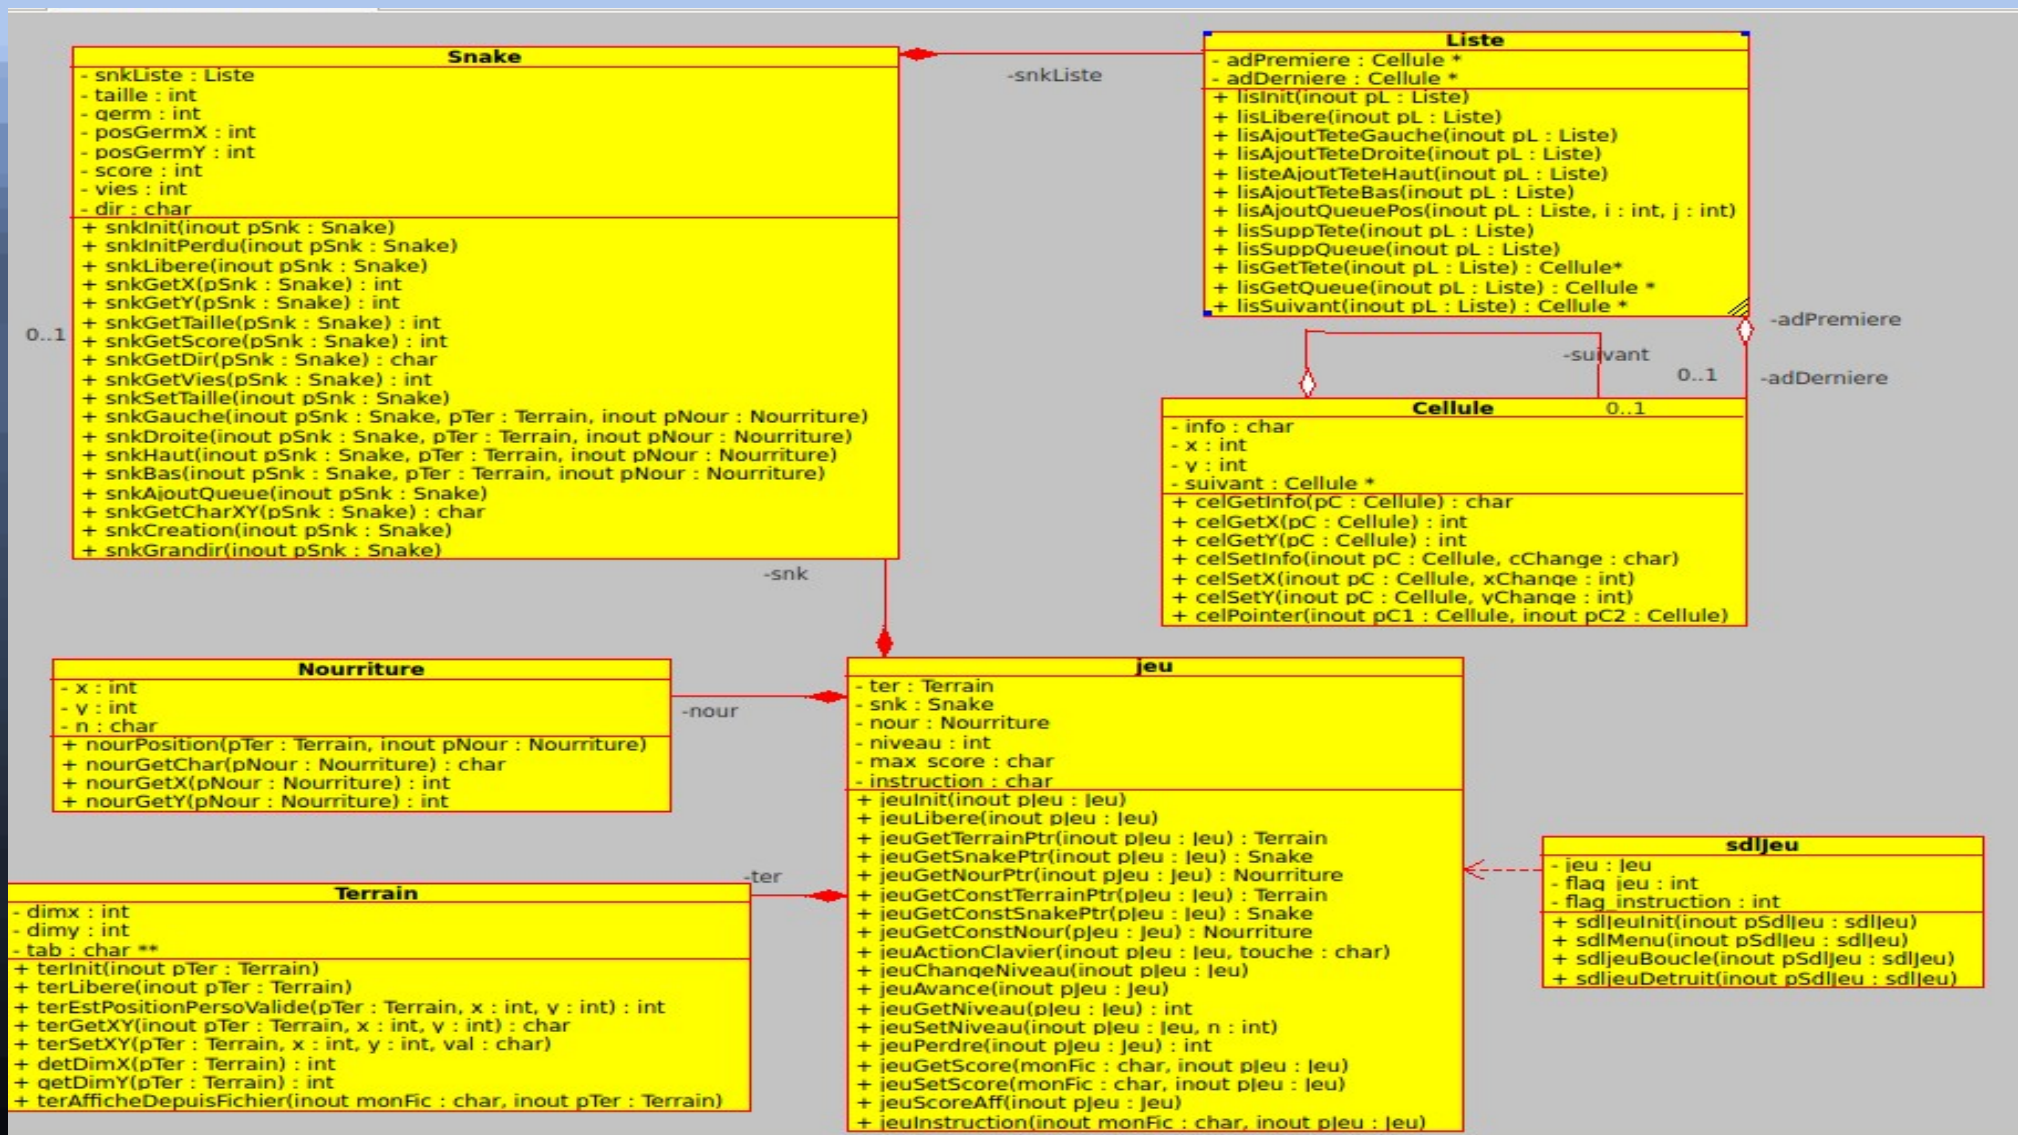 Snake
- snkListe : Liste
- taille : int
- germ : int
- posGermX : int
- posGermY : int
- score : int
- vies : int
- dir : char
+ snkInit(inout pSnk : Snake)
+ snkInitPerdu(inout pSnk : Snake)
+ snkLibere(inout pSnk : Snake)
+ snkGetX(pSnk : Snake) : int
+ snkGetY(pSnk : Snake) : int
+ snkGetTaille(pSnk : Snake) : int
+ snkGetScore(pSnk : Snake) : int
+ snkGetDir(pSnk : Snake) : char
+ snkGetVies(pSnk : Snake) : int
+ snkSetTaille(inout pSnk : Snake)
+ snkGauche(inout pSnk : Snake, pTer : Terrain, inout pNour : Nourriture)
+ snkDroite(inout pSnk : Snake, pTer : Terrain, inout pNour : Nourriture)
+ snkHaut(inout pSnk : Snake, pTer : Terrain, inout pNour : Nourriture)
+ snkBas(inout pSnk : Snake, pTer : Terrain, inout pNour : Nourriture)
+ snkAjoutQueue(inout pSnk : Snake)
+ snkGetCharXY(pSnk : Snake) : char
+ snkCreation(inout pSnk : Snake)
+ snkGrandir(inout pSnk : Snake)
0..1
-snkListe
Liste
- adPremiere : Cellule *
- adDerniere : Cellule *
+ lisInit(inout pL : Liste)
+ lisLibere(inout pL : Liste)
+ lisAjoutTeteGauche(inout pL : Liste)
+ lisAjoutTeteDroite(inout pL : Liste)
+ listeAjoutTeteHaut(inout pL : Liste)
+ lisAjoutTeteBas(inout pL : Liste)
+ lisAjoutQueuePos(inout pL : Liste, i : int, j : int)
+ lisSuppTete(inout pL : Liste)
+ lisSuppQueue(inout pL : Liste)
+ lisGetTete(inout pL : Liste) : Cellule*
+ lisGetQueue(inout pL : Liste) : Cellule *
+ lisSuivant(inout pL : Liste) : Cellule *
-adPremiere
-suivant
0..1
-adDerniere
Cellule
0..1
- info : char
- x : int
- y : int
- suivant : Cellule *
+ celGetInfo(pC : Cellule) : char
+ celGetX(pC : Cellule) : int
+ celGetY(pC : Cellule) : int
+ celSetInfo(inout pC : Cellule, cChange : char)
+ celSetX(inout pC : Cellule, xChange : int)
+ celSetY(inout pC : Cellule, yChange : int)
+ celPointer(inout pC1 : Cellule, inout pC2 : Cellule)
-snk
Nourriture
- x : int
- y : int
- n : char
+ nourPosition(pTer : Terrain, inout pNour : Nourriture)
+ nourGetChar(pNour : Nourriture) : char
+ nourGetX(pNour : Nourriture) : int
+ nourGetY(pNour : Nourriture) : int
-nour
-ter
Terrain
- dimx : int
- dimy : int
- tab : char **
+ terInit(inout pTer : Terrain)
+ terLibere(inout pTer : Terrain)
+ terEstPositionPersoValide(pTer : Terrain, x : int, y : int) : int
+ terGetXY(inout pTer : Terrain, x : int, y : int) : char
+ terSetXY(pTer : Terrain, x : int, y : int, val : char)
+ detDimX(pTer : Terrain) : int
+ getDimY(pTer : Terrain) : int
+ terAfficheDepuisFichier(inout monFic : char, inout pTer : Terrain)
jeu
- ter : Terrain
- snk : Snake
- nour : Nourriture
- niveau : int
- max_score : char
- instruction : char
+ jeuInit(inout pJeu : Jeu)
+ jeuLibere(inout pJeu : Jeu)
+ jeuGetTerrainPtr(inout pJeu : Jeu) : Terrain
+ jeuGetSnakePtr(inout pJeu : Jeu) : Snake
+ jeuGetNourPtr(inout pJeu : Jeu) : Nourriture
+ jeuGetConstTerrainPtr(pJeu : Jeu) : Terrain
+ jeuGetConstSnakePtr(pJeu : Jeu) : Snake
+ jeuGetConstNour(pJeu : Jeu) : Nourriture
+ jeuActionClavier(inout pJeu : Jeu, touche : char)
+ jeuChangeNiveau(inout pJeu : Jeu)
+ jeuAvance(inout pJeu : Jeu)
+ jeuGetNiveau(pJeu : Jeu) : int
+ jeuSetNiveau(inout pJeu : Jeu, n : int)
+ jeuPerdre(inout pJeu : Jeu) : int
+ jeuGetScore(monFic : char, inout pJeu : Jeu)
+ jeuSetScore(monFic : char, inout pJeu : Jeu)
+ jeuScoreAff(inout pJeu : Jeu)
+ jeuInstruction(inout monFic : char, inout pJeu : Jeu)
sdlJeu
- jeu : Jeu
- flag_jeu : int
- flag_instruction : int
+ sdlJeuInit(inout pSdlJeu : sdlJeu)
+ sdlMenu(inout pSdlJeu : sdlJeu)
+ sdljeuBoucle(inout pSdlJeu : sdlJeu)
+ sdljeuDetruit(inout pSdlJeu : sdlJeu)